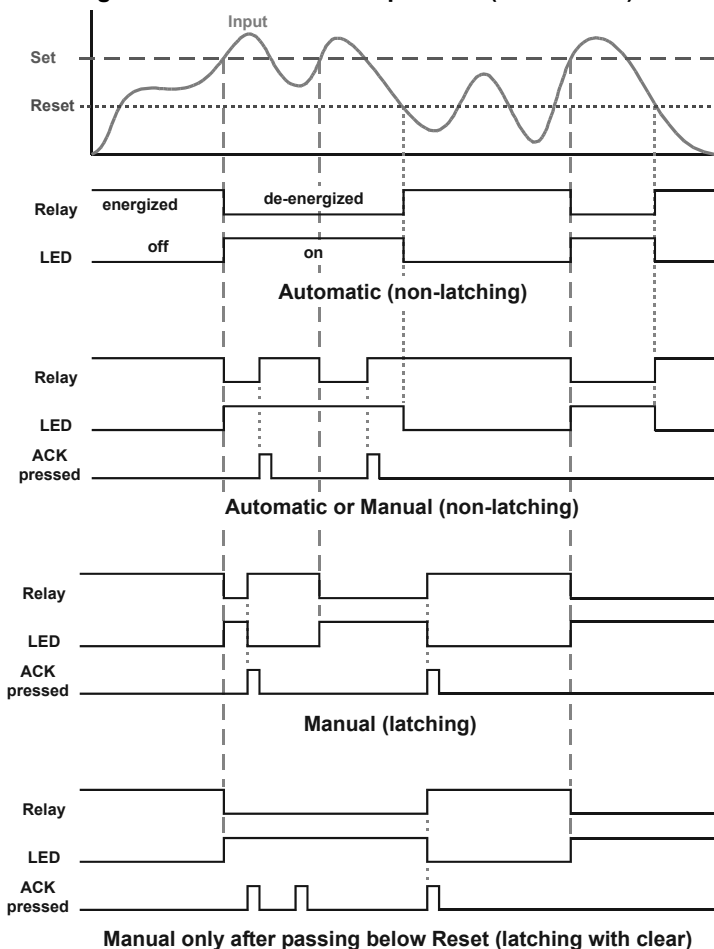 Input
Set
Reset
Relay energized de-energized
LED off on
Automatic (non-latching)
Relay
LED
ACK
pressed
Automatic or Manual (non-latching)
Relay
LED
ACK
pressed
Manual (latching)
Relay
LED
ACK
pressed
Manual only after passing below Reset (latching with clear)